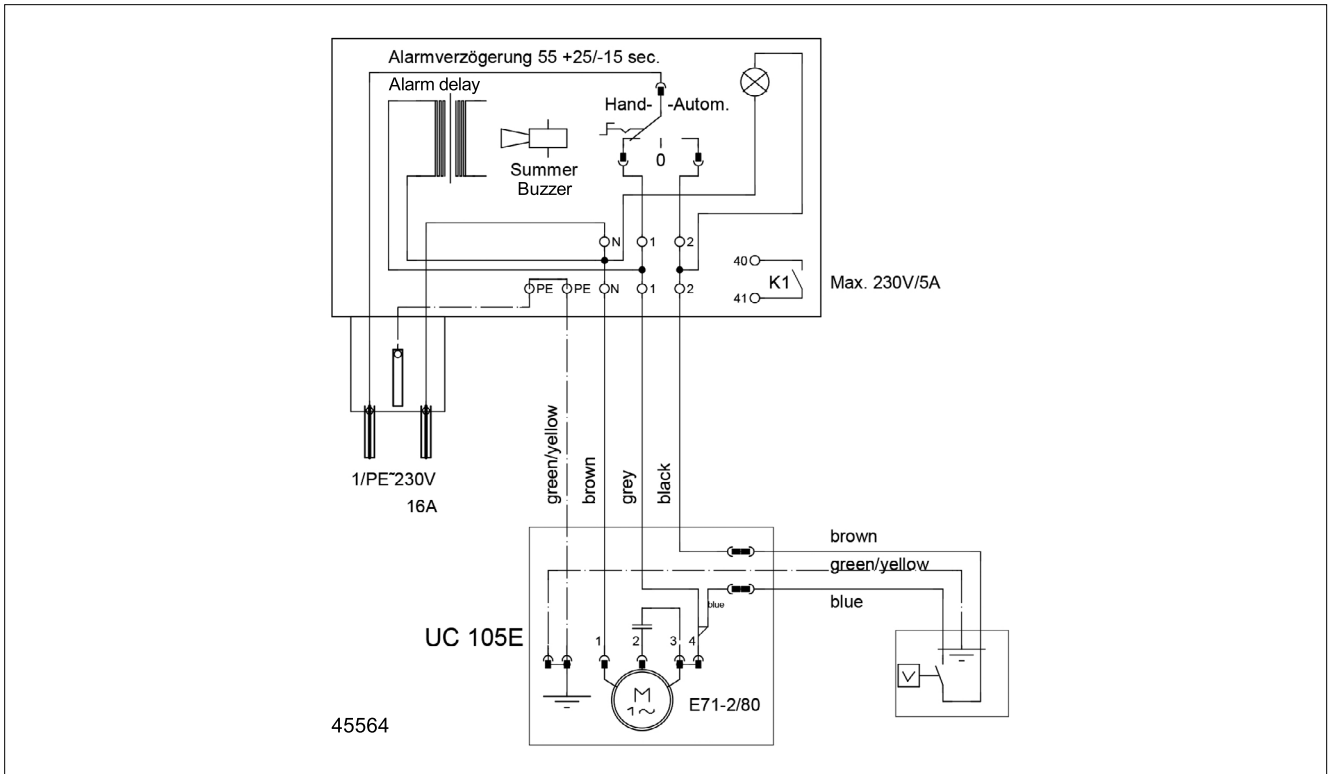 Alarmverzögerung 55 +25/-15 sec.
Alarm delay
Hand- -Autom.
0
Summer
Buzzer
N 1 2
40
K1
41
Max. 230V/5A
PE PE N 1 2
1/PE~230V
16A
green/yellow
brown
grey
black
brown
green/yellow
blue
blue
UC 105E
1 2 3 4
M
1~
E71-2/80
45564